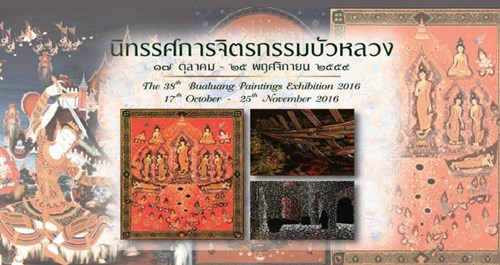 นิทรรศการจิตรกรรมบัวหลวง
๑๗ ตุลาคม - ๒๕ พฤศจิกายน ๒๕๕๙
The 38th Bualuang Paintings Exhibition 2016
17th October - 25th November 2016